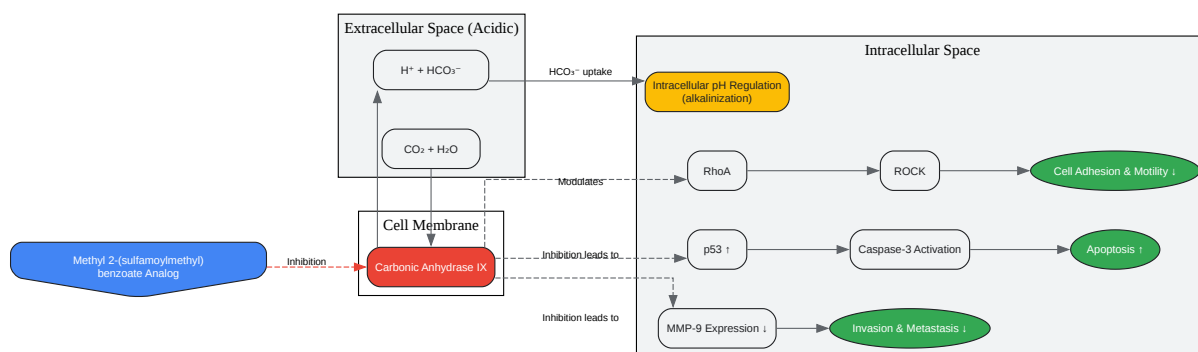 Extracellular Space (Acidic)
H⁺ + HCO₃⁻
CO₂ + H₂O
HCO₃⁻ uptake
Intracellular Space
Intracellular pH Regulation
(alkalinization)
Modulates
RhoA
ROCK
Cell Adhesion & Motility ↓
Cell Membrane
Methyl 2-(sulfamoylmethyl)
benzoate Analog
Inhibition
Carbonic Anhydrase IX
Inhibition leads to
p53 ↑
Caspase-3 Activation
Apoptosis ↑
Inhibition leads to
MMP-9 Expression ↓
Invasion & Metastasis ↓